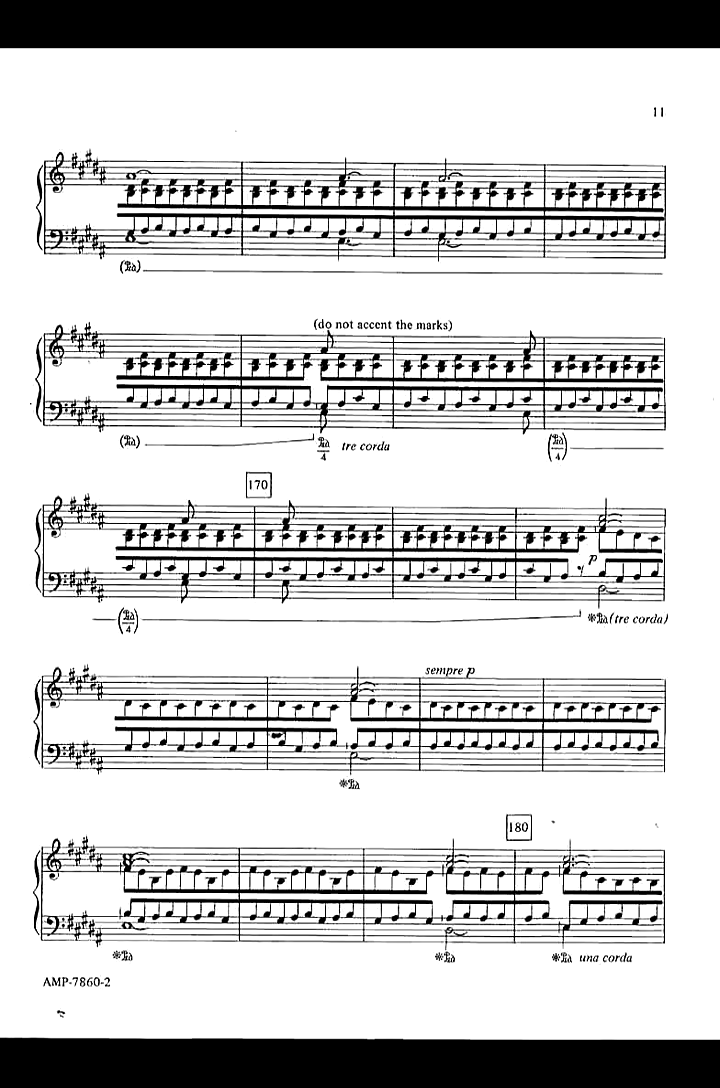 11
(Ped)
(do not accent the marks)
(Ped) Ped/4 tre corda (Ped/4)
170
p
(Ped/4) *Ped (tre corda)
sempre p
*Ped
180
*Ped *Ped *Ped una corda
AMP-7860-2